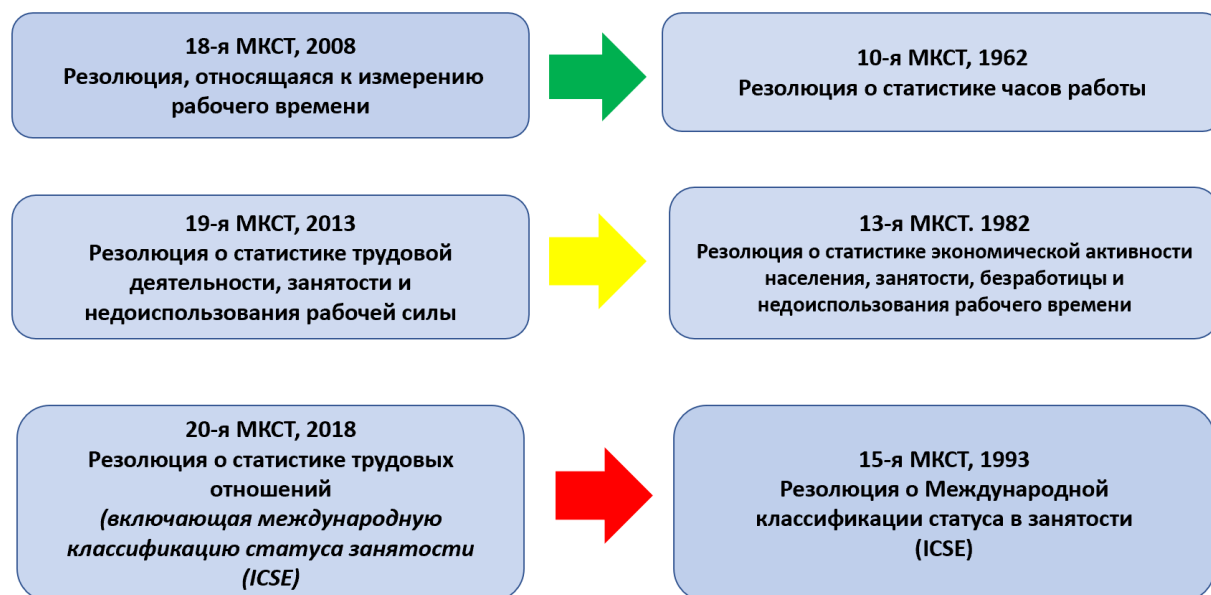 18-я МКСТ, 2008
Резолюция, относящаяся к измерению
рабочего времени
10-я МКСТ, 1962
Резолюция о статистике часов работы
19-я МКСТ, 2013
Резолюция о статистике трудовой
деятельности, занятости и
недоиспользования рабочей силы
13-я МКСТ. 1982
Резолюция о статистике экономической активности
населения, занятости, безработицы и
недоиспользования рабочего времени
20-я МКСТ, 2018
Резолюция о статистике трудовых
отношений
(включающая международную
классификацию статуса занятости
(ICSE)
15-я МКСТ, 1993
Резолюция о Международной
классификации статуса в занятости
(ICSE)